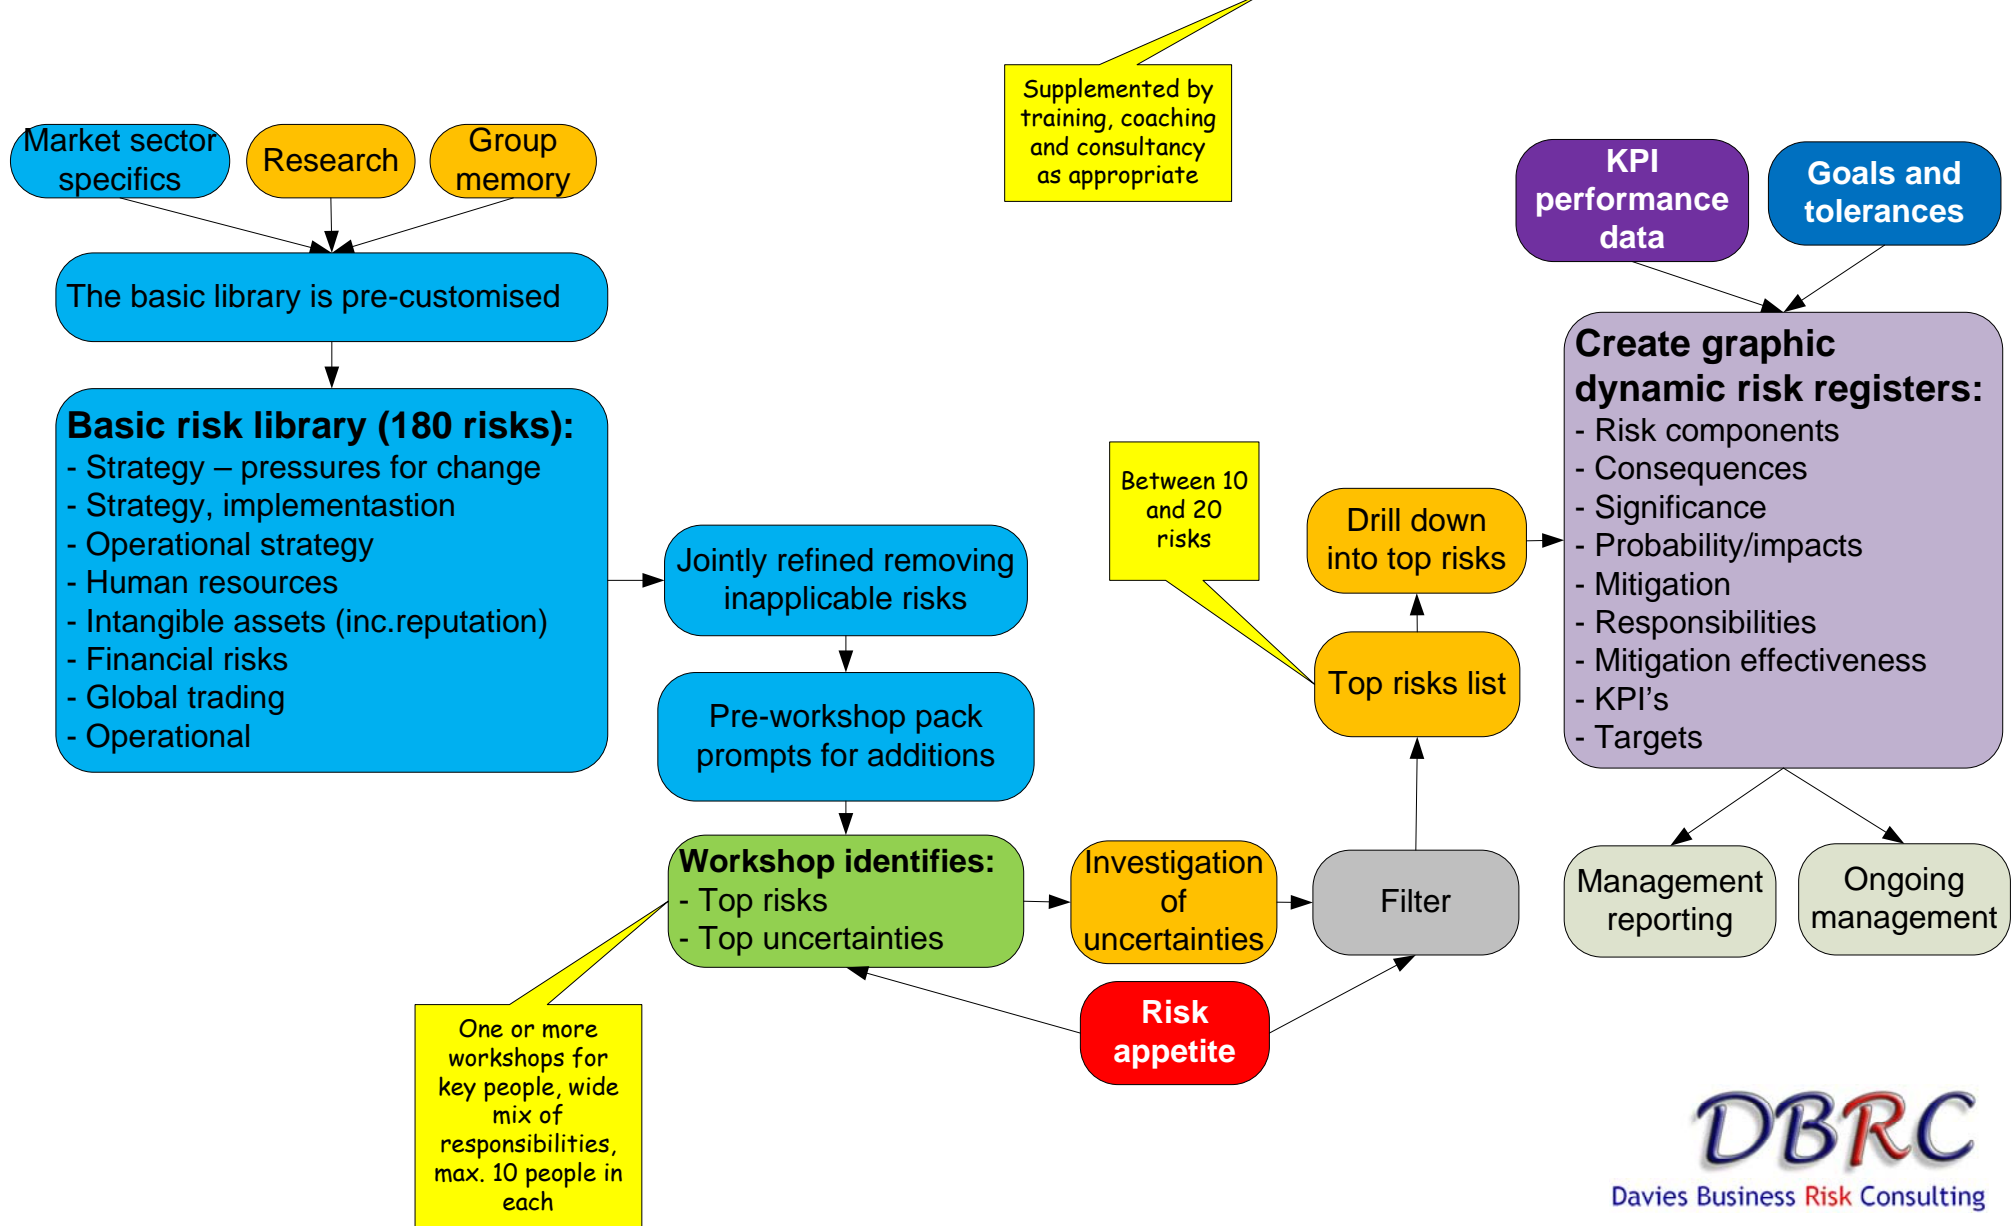 Supplemented by
training, coaching
and consultancy
as appropriate
Market sector
specifics
Research
Group
memory
KPI
performance
data
Goals and
tolerances
The basic library is pre-customised
Basic risk library (180 risks):
- Strategy – pressures for change
- Strategy, implementastion
- Operational strategy
- Human resources
- Intangible assets (inc.reputation)
- Financial risks
- Global trading
- Operational
Jointly refined removing
inapplicable risks
Pre-workshop pack
prompts for additions
Workshop identifies:
- Top risks
- Top uncertainties
One or more
workshops for
key people, wide
mix of
responsibilities,
max. 10 people in
each
Investigation
of
uncertainties
Risk
appetite
Filter
Top risks list
Between 10
and 20
risks
Drill down
into top risks
Create graphic
dynamic risk registers:
- Risk components
- Consequences
- Significance
- Probability/impacts
- Mitigation
- Responsibilities
- Mitigation effectiveness
- KPI's
- Targets
Management
reporting
Ongoing
management
DBRC
Davies Business Risk Consulting